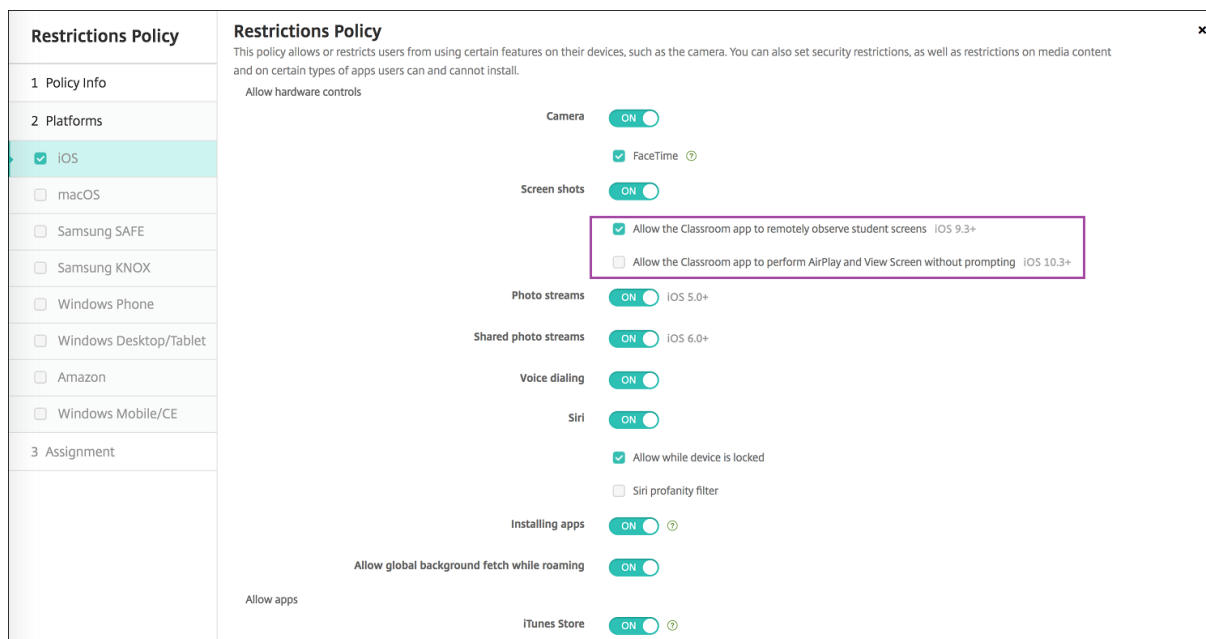 Restrictions Policy
1 Policy Info
2 Platforms
iOS
macOS
Samsung SAFE
Samsung KNOX
Windows Phone
Windows Desktop/Tablet
Amazon
Windows Mobile/CE
3 Assignment
Restrictions Policy
This policy allows or restricts users from using certain features on their devices, such as the camera. You can also set security restrictions, as well as restrictions on media content
and on certain types of apps users can and cannot install.
Allow hardware controls
Camera ON
FaceTime ?
Screen shots ON
Allow the Classroom app to remotely observe student screens iOS 9.3+
Allow the Classroom app to perform AirPlay and View Screen without prompting iOS 10.3+
Photo streams ON iOS 5.0+
Shared photo streams ON iOS 6.0+
Voice dialing ON
Siri ON
Allow while device is locked
Siri profanity filter
Installing apps ON ?
Allow global background fetch while roaming ON
Allow apps
iTunes Store ON ?